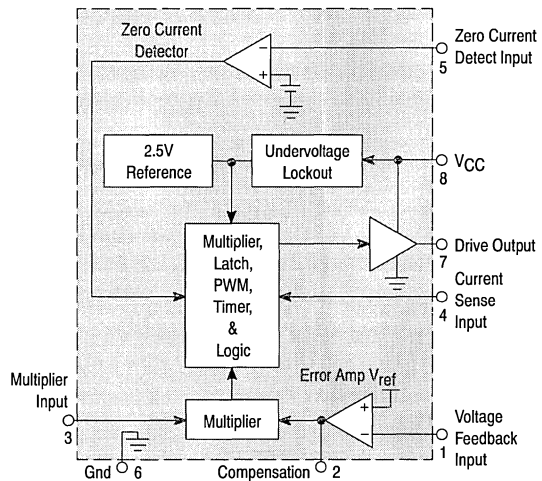 Zero Current
Detector
Zero Current
Detect Input
5
2.5V
Reference
Undervoltage
Lockout
VCC
8
Multiplier,
Latch,
PWM,
Timer,
&
Logic
Drive Output
7
Current
Sense
Input
4
Error Amp Vref
Multiplier
Input
3
Multiplier
Voltage
Feedback
Input
1
Gnd 6
Compensation 2